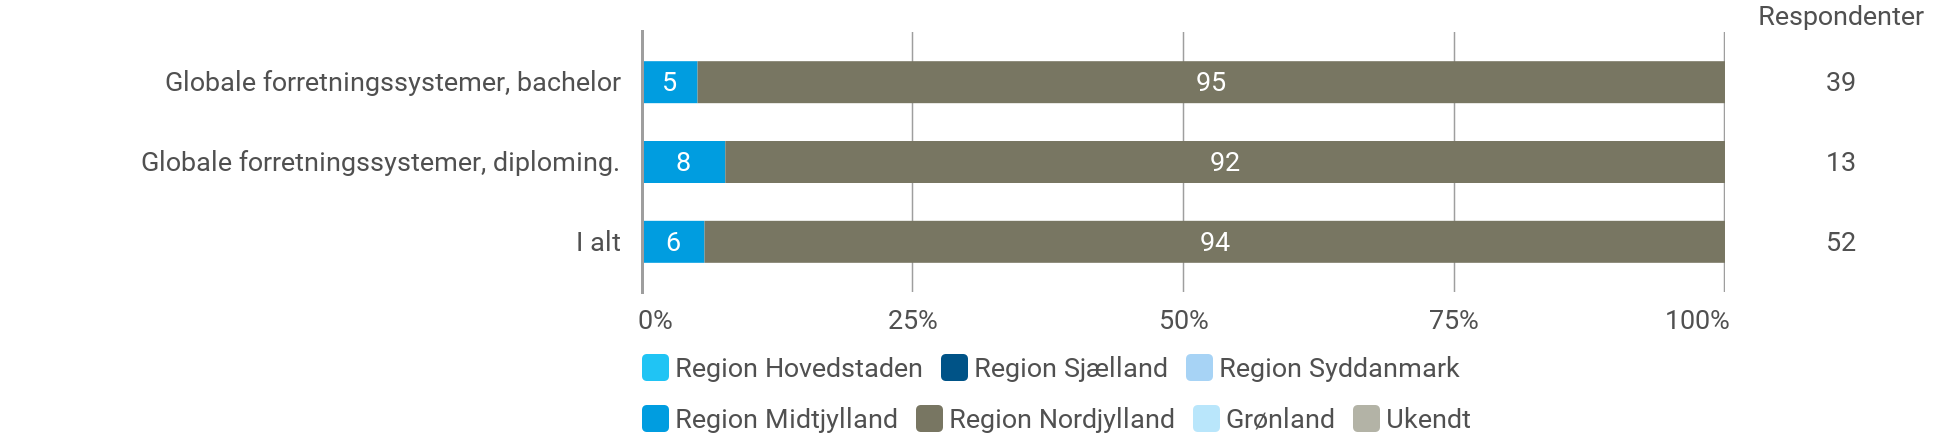 Respondenter
Globale forretningssystemer, bachelor 5 95 39
Globale forretningssystemer, diploming. 8 92 13
I alt 6 94 52
0% 25% 50% 75% 100%
Region Hovedstaden Region Sjælland Region Syddanmark
Region Midtjylland Region Nordjylland Grønland Ukendt